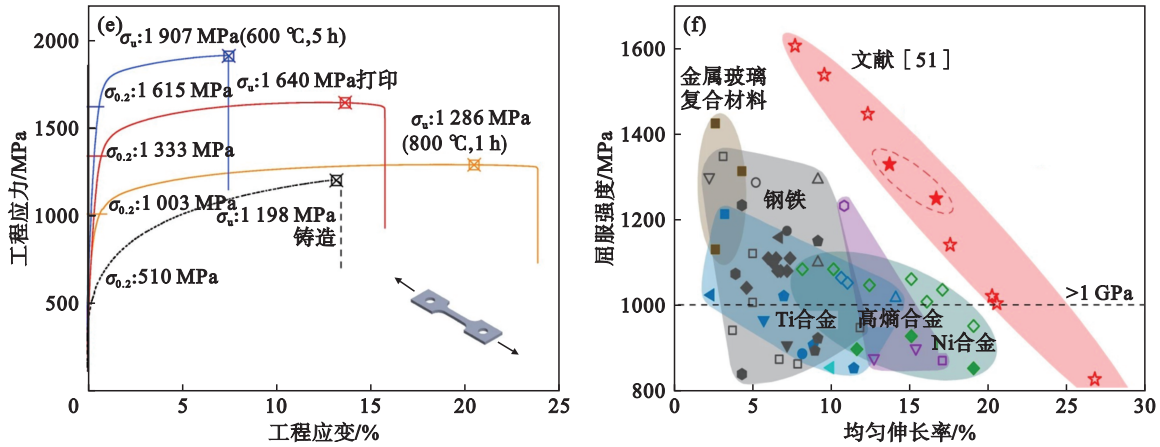 (e)
2000
1500
1000
500
0
工程应力/MPa
σu:1 907 MPa(600 ℃,5 h)
σ0.2:1 615 MPa
σu:1 640 MPa打印
σu:1 286 MPa
(800 ℃,1 h)
σ0.2:1 333 MPa
σ0.2:1 003 MPa
σu:1 198 MPa
铸造
σ0.2:510 MPa
0
5
10
15
20
25
工程应变/%
(f)
1600
1400
1200
1000
800
屈服强度/MPa
文献［51］
金属玻璃
复合材料
钢铁
>1 GPa
Ti合金
高熵合金
Ni合金
0
5
10
15
20
25
30
均匀伸长率/%